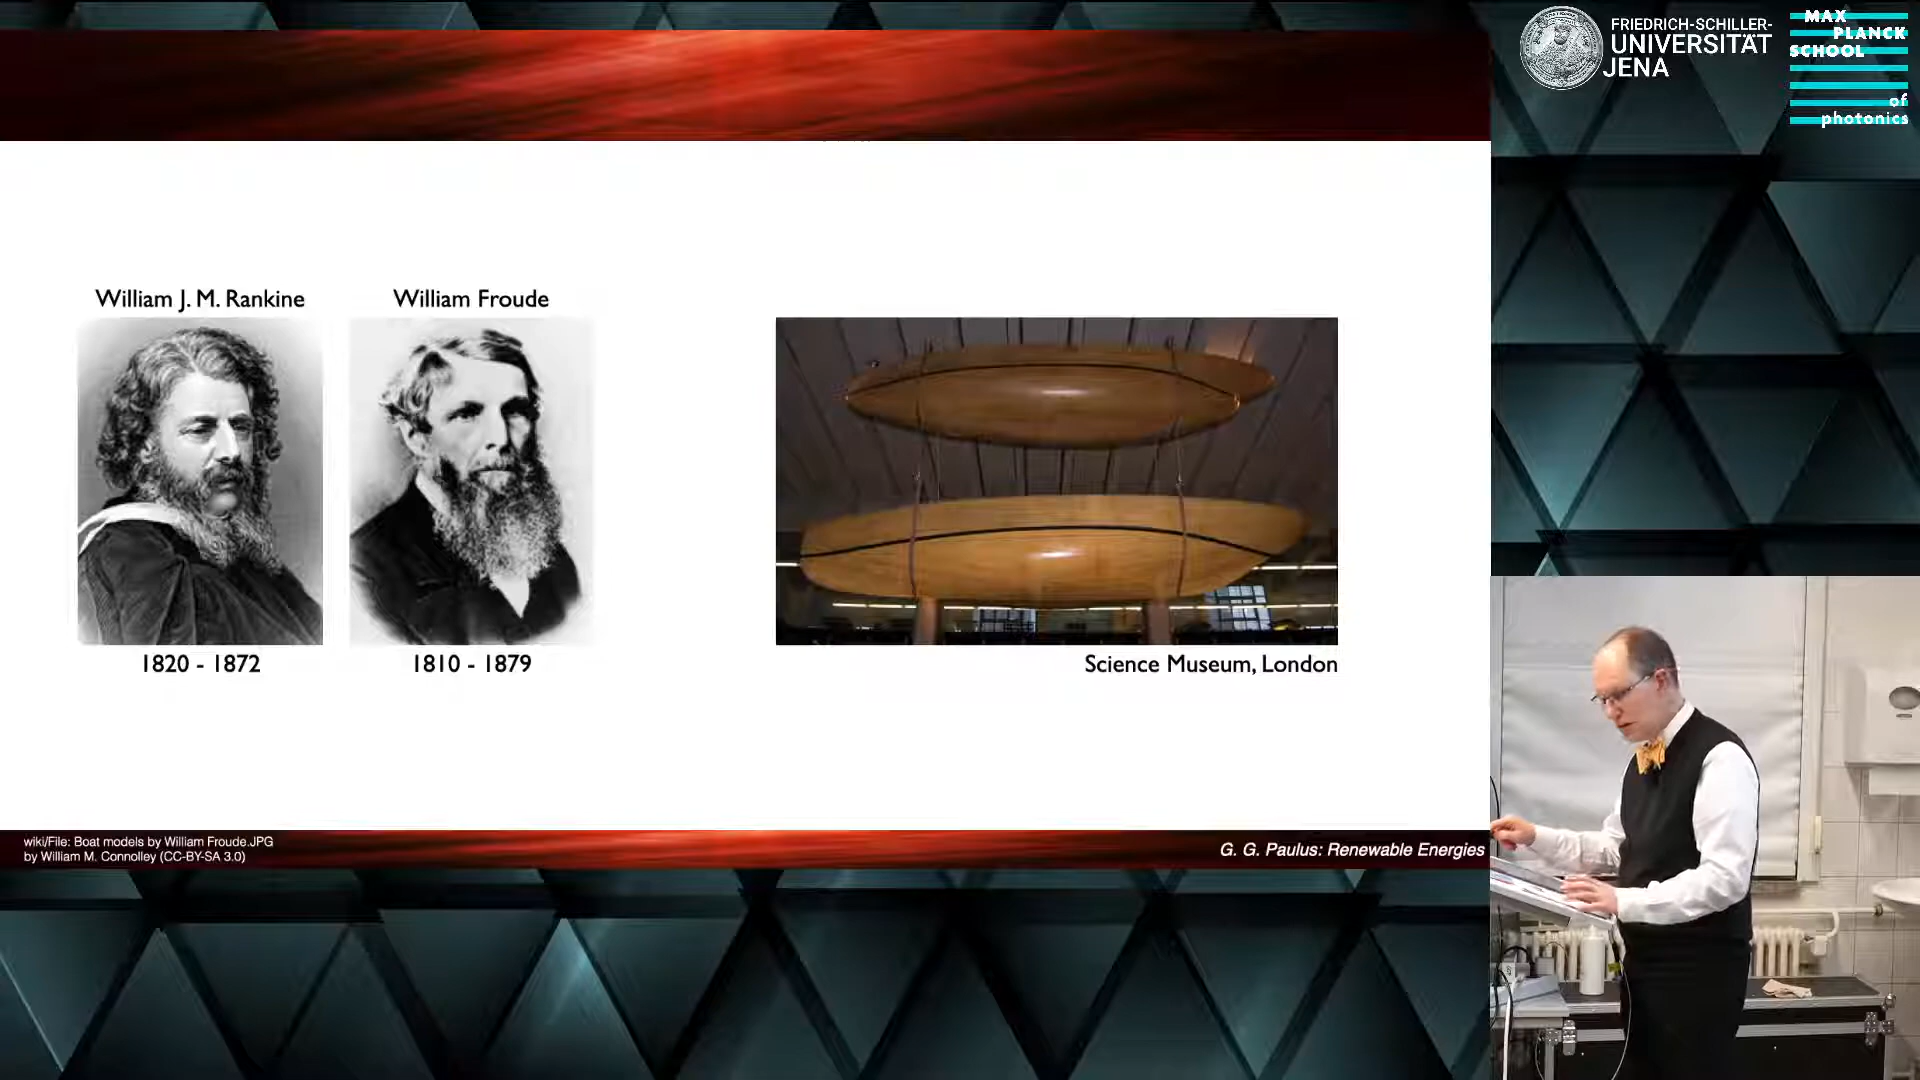 FRIEDRICH-SCHILLER-
UNIVERSITÄT
JENA
MAX
PLANCK
SCHOOL
of
photonics
William J. M. Rankine
William Froude
1820 - 1872
1810 - 1879
Science Museum, London
wiki/File: Boat models by William Froude.JPG
by William M. Connolley (CC-BY-SA 3.0)
G. G. Paulus: Renewable Energies